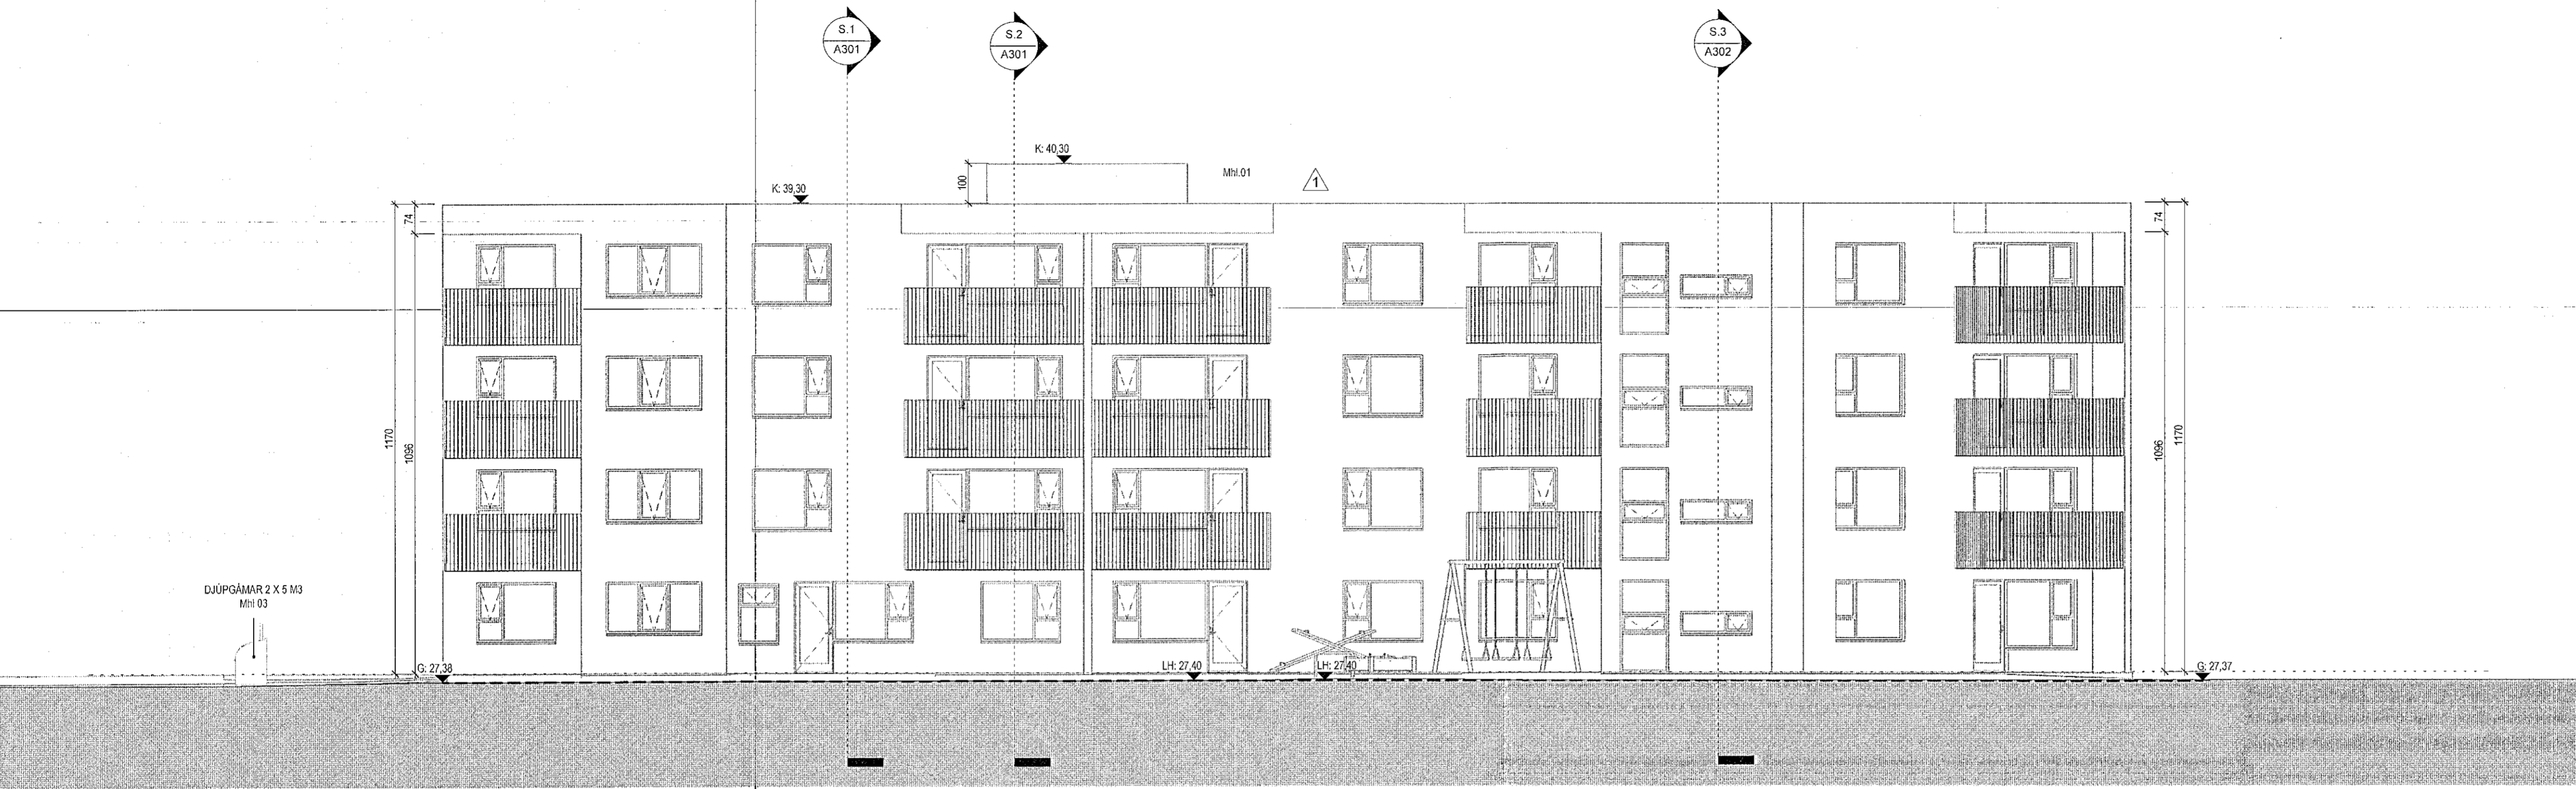 S.1
A301
S.2
A301
S.3
A302
K: 40,30
100
Mhl.01
1
K: 39,30
74
74
1170
1096
1096
1170
DJÚPGÁMAR 2 X 5 M3
Mhl 03
G: 27,38
LH: 27,40
LH: 27,40
G: 27,37